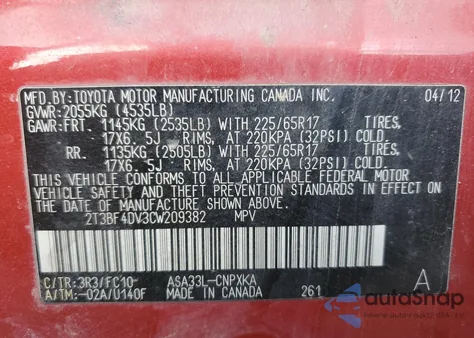 MFD.BY:TOYOTA MOTOR MANUFACTURING CANADA INC. 04/12
GVWR:2055KG (4535LB)
GAWR:FRT. 1145KG (2535LB) WITH 225/65R17 TIRES,
17X6. 5J RIMS, AT 220KPA (32PSI) COLD.
RR. 1135KG (2505LB) WITH 225/65R17 TIRES,
17X6. 5J RIMS, AT 220KPA (32PSI) COLD.
THIS VEHICLE CONFORMS TO ALL APPLICABLE FEDERAL MOTOR
VEHICLE SAFETY AND THEFT PREVENTION STANDARDS IN EFFECT ON
THE DATE OF MANUFACTURE SHOWN ABOVE.
2T3BF4DV3CW209382 MPV
C/TR:3R3/FC10 ASA33L-CNPXKA A
A/TM:-02A/U140F MADE IN CANADA 261
AutoSnap